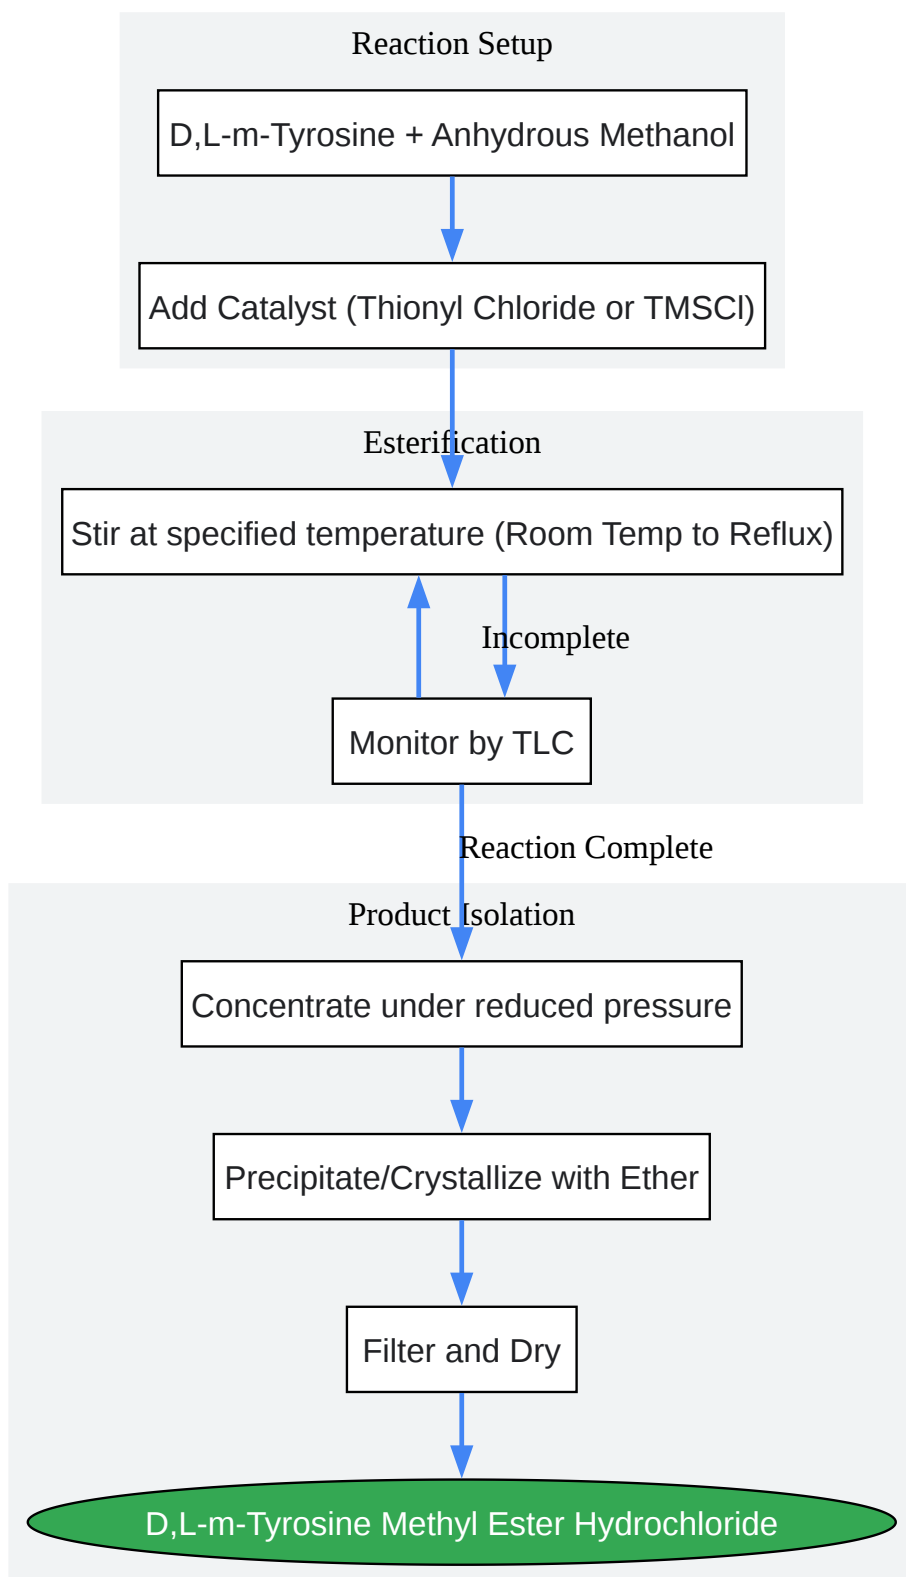 Reaction Setup
D,L-m-Tyrosine + Anhydrous Methanol
Add Catalyst (Thionyl Chloride or TMSCl)
Esterification
Stir at specified temperature (Room Temp to Reflux)
Incomplete
Monitor by TLC
Reaction Complete
Product Isolation
Concentrate under reduced pressure
Precipitate/Crystallize with Ether
Filter and Dry
D,L-m-Tyrosine Methyl Ester Hydrochloride